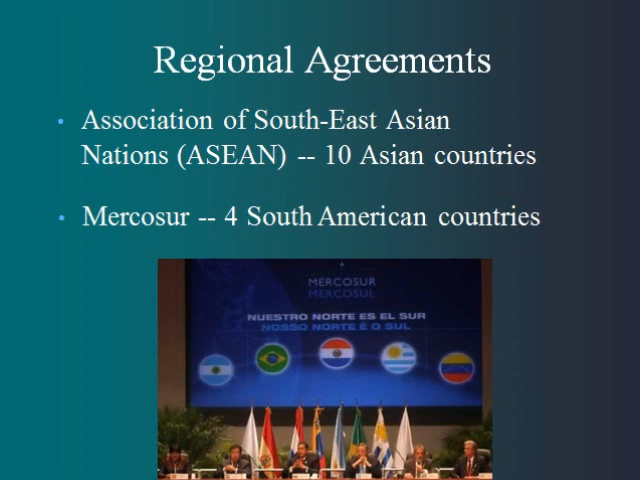 Regional Agreements
• Association of South-East Asian
Nations (ASEAN) -- 10 Asian countries
• Mercosur -- 4 South American countries
MERCOSUR
MERCOSUL
NUESTRO NORTE ES EL SUR
NOSSO NORTE É O SUL